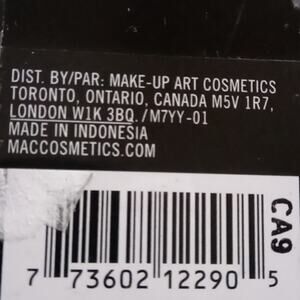 DIST. BY/PAR: MAKE-UP ART COSMETICS
TORONTO, ONTARIO, CANADA M5V 1R7,
LONDON W1K 3BQ. /M7YY-01
MADE IN INDONESIA
MACCOSMETICS.COM
CA9
7 73602 12290 5